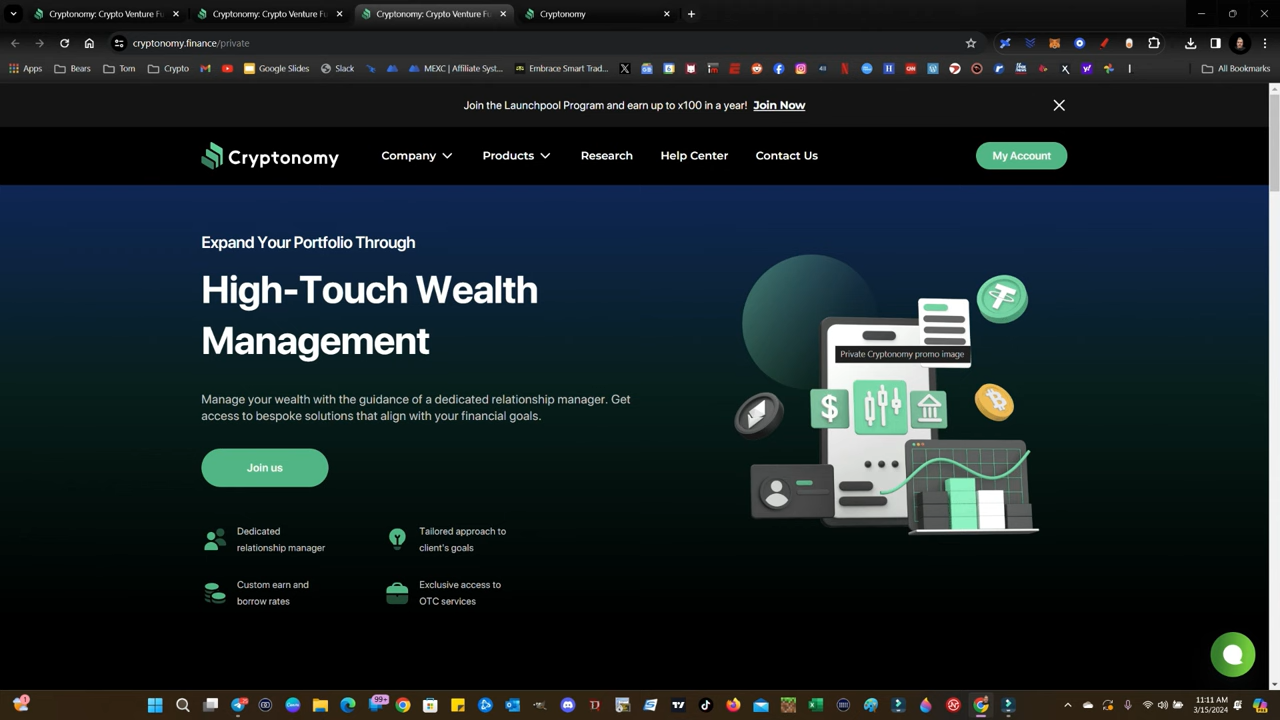 Cryptonomy: Crypto Venture Fu
Cryptonomy: Crypto Venture Fu
Cryptonomy: Crypto Venture Fu
Cryptonomy
cryptonomy.finance/private
Apps
Bears
Tom
Crypto
Google Slides
Slack
MEXC | Affiliate Syst...
Embrace Smart Trad...
All Bookmarks
Join the Launchpool Program and earn up to x100 in a year! Join Now
Cryptonomy
Company
Products
Research
Help Center
Contact Us
My Account
Expand Your Portfolio Through
High-Touch Wealth
Management
Manage your wealth with the guidance of a dedicated relationship manager. Get
access to bespoke solutions that align with your financial goals.
Join us
Dedicated
relationship manager
Tailored approach to
client's goals
Custom earn and
borrow rates
Exclusive access to
OTC services
Private Cryptonomy promo image
99+
11:11 AM
3/15/2024